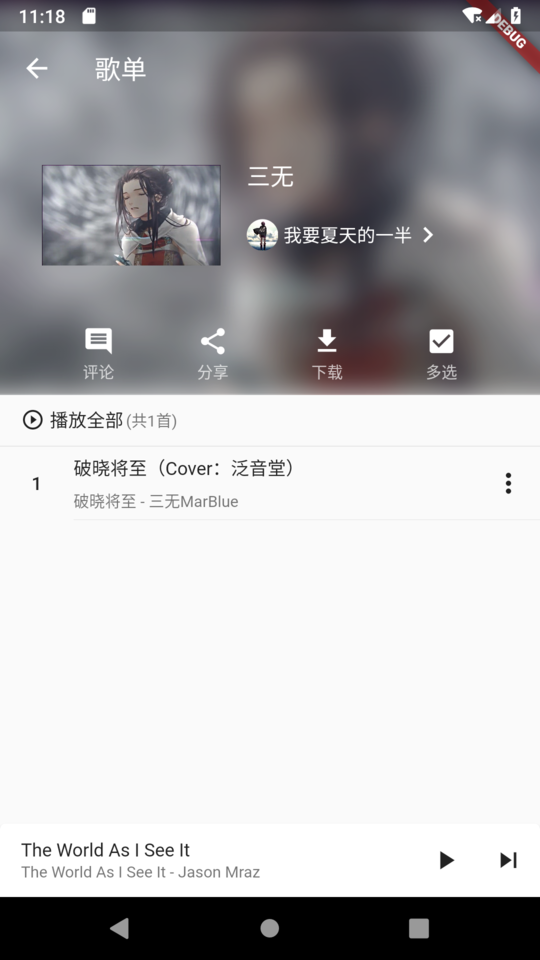 11:18
DEBUG
歌单
三无
我要夏天的一半
评论 分享 下载 多选
播放全部(共1首)
1 破晓将至（Cover：泛音堂）
破晓将至 - 三无MarBlue
The World As I See It
The World As I See It - Jason Mraz